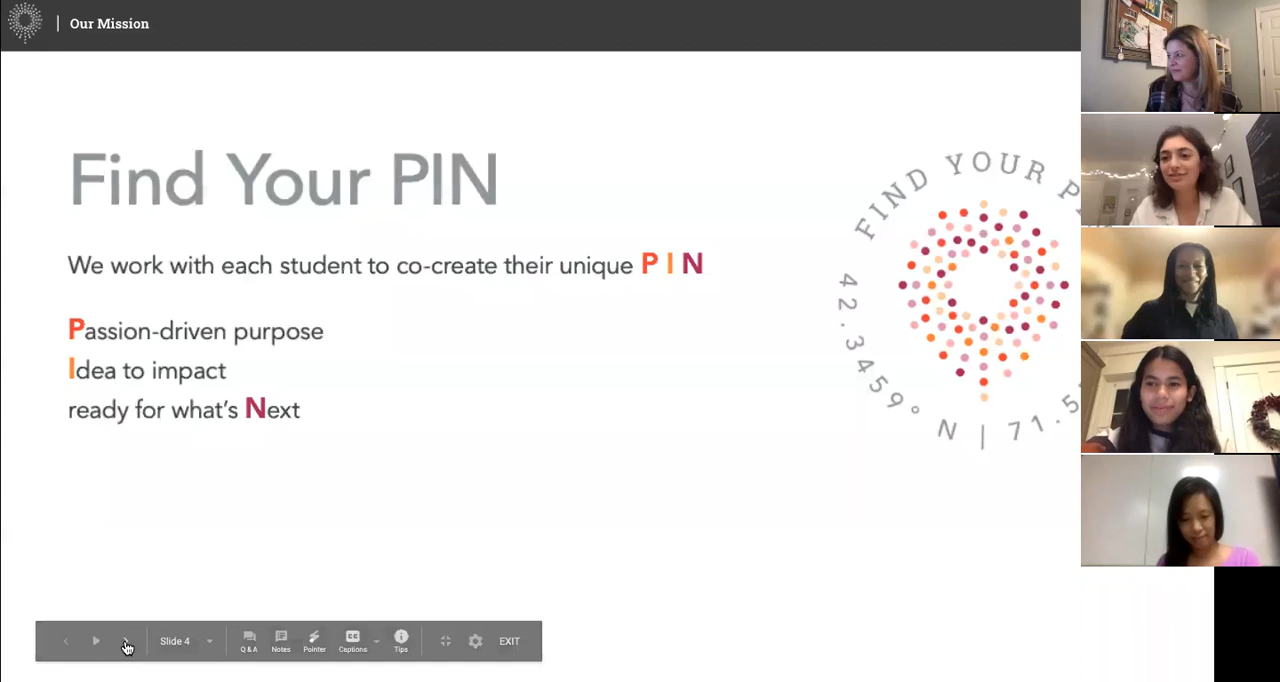 Our Mission
Find Your PIN
We work with each student to co-create their unique P I N
Passion-driven purpose
Idea to impact
ready for what's Next
FIND YOUR P
42.3459° N | 71.5
Slide 4
Q & A
Notes
Pointer
CC
Captions
Tips
EXIT